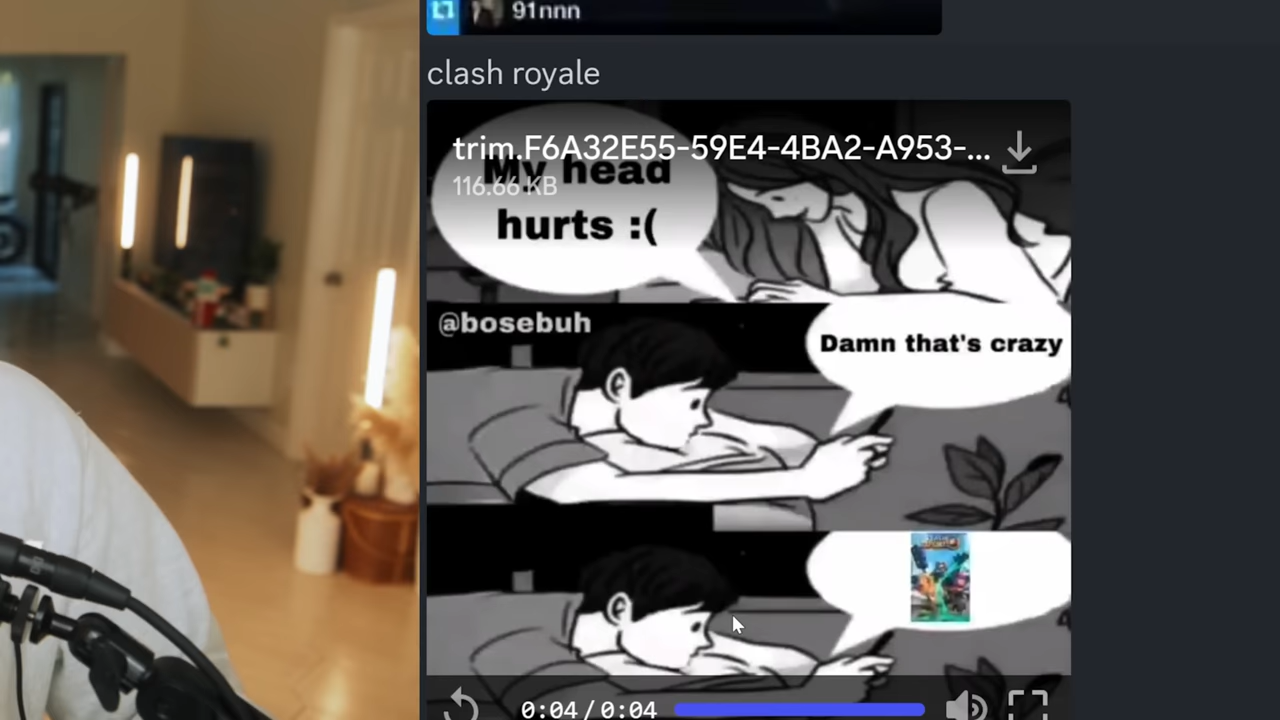 91nnn
clash royale
trim.F6A32E55-59E4-4BA2-A953-...
116.66 KB
My head
hurts :(
@bosebuh
Damn that's crazy
0:04 / 0:04